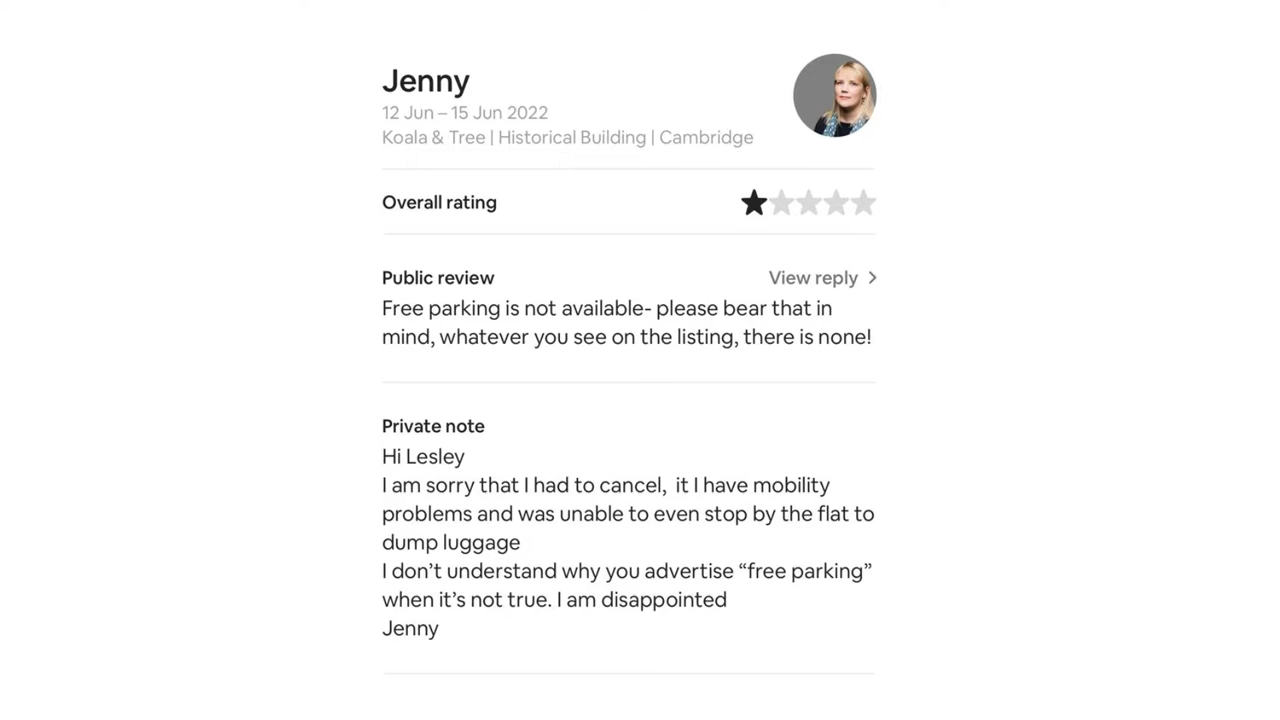 Jenny
12 Jun – 15 Jun 2022
Koala & Tree | Historical Building | Cambridge
Overall rating
Public review
View reply
Free parking is not available- please bear that in
mind, whatever you see on the listing, there is none!
Private note
Hi Lesley
I am sorry that I had to cancel,  it I have mobility
problems and was unable to even stop by the flat to
dump luggage
I don’t understand why you advertise “free parking”
when it’s not true. I am disappointed
Jenny